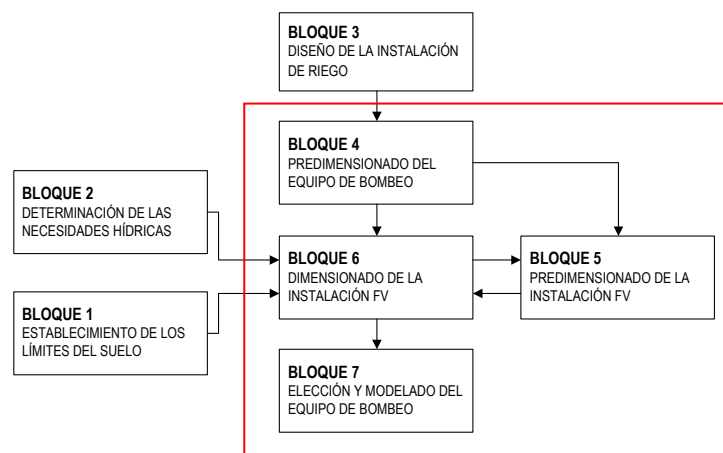 BLOQUE 3
DISEÑO DE LA INSTALACIÓN
DE RIEGO
BLOQUE 4
PREDIMENSIONADO DEL
EQUIPO DE BOMBEO
BLOQUE 2
DETERMINACIÓN DE LAS
NECESIDADES HÍDRICAS
BLOQUE 6
DIMENSIONADO DE LA
INSTALACIÓN FV
BLOQUE 5
PREDIMENSIONADO DE LA
INSTALACIÓN FV
BLOQUE 1
ESTABLECIMIENTO DE LOS
LÍMITES DEL SUELO
BLOQUE 7
ELECCIÓN Y MODELADO DEL
EQUIPO DE BOMBEO